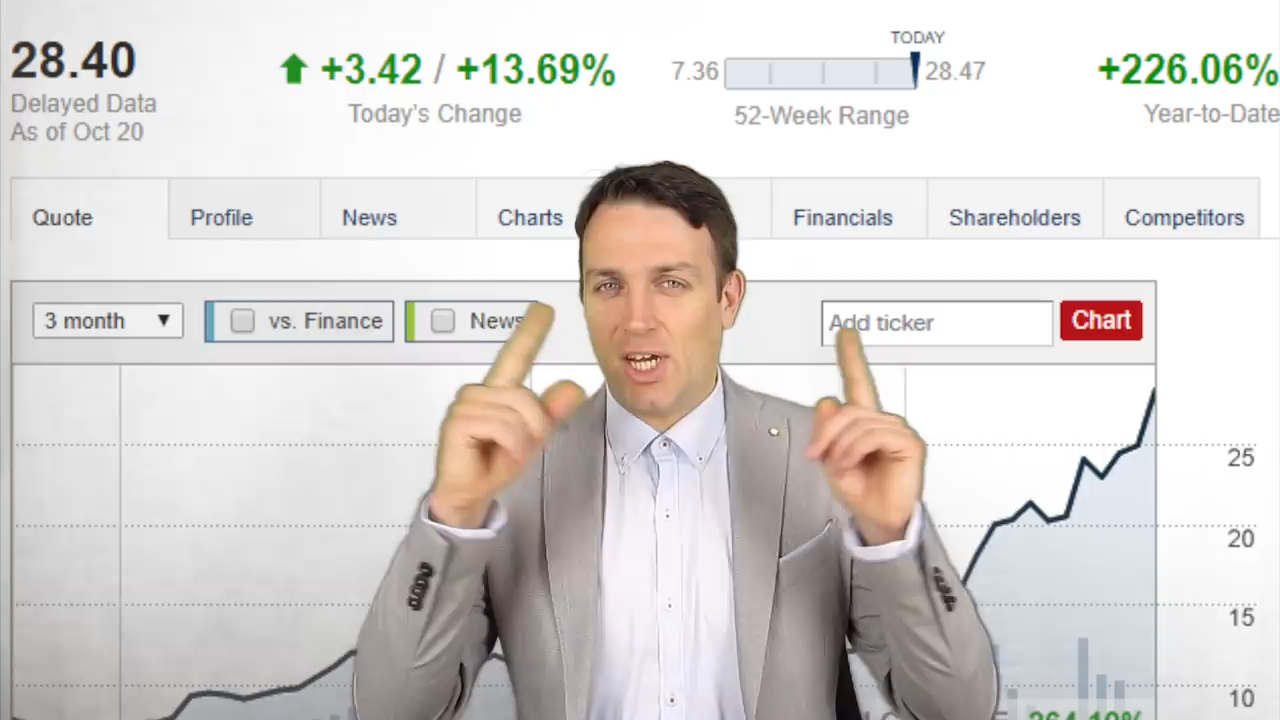 TODAY
28.40
+3.42 / +13.69%
7.36
28.47
+226.06%
Delayed Data
As of Oct 20
Today's Change
52-Week Range
Year-to-Date
Quote
Profile
News
Charts
Financials
Shareholders
Competitors
3 month
vs. Finance
News
Add ticker
Chart
25
20
15
10